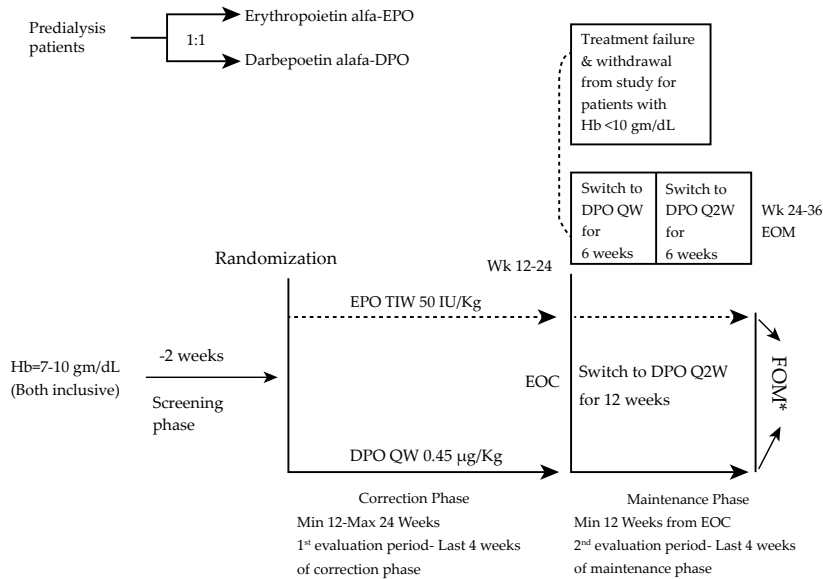 Predialysis
patients
1:1
Erythropoietin alfa-EPO
Darbepoetin alafa-DPO
Treatment failure
& withdrawal
from study for
patients with
Hb <10 gm/dL
Switch to
DPO QW
for
6 weeks
Switch to
DPO Q2W
for
6 weeks
Wk 24-36
EOM
Randomization
Wk 12-24
EPO TIW 50 IU/Kg
Hb=7-10 gm/dL
(Both inclusive)
-2 weeks
Screening
phase
EOC
Switch to DPO Q2W
for 12 weeks
FOM*
DPO QW 0.45 µg/Kg
Correction Phase
Min 12-Max 24 Weeks
1st evaluation period- Last 4 weeks
of correction phase
Maintenance Phase
Min 12 Weeks from EOC
2nd evaluation period- Last 4 weeks
of maintenance phase